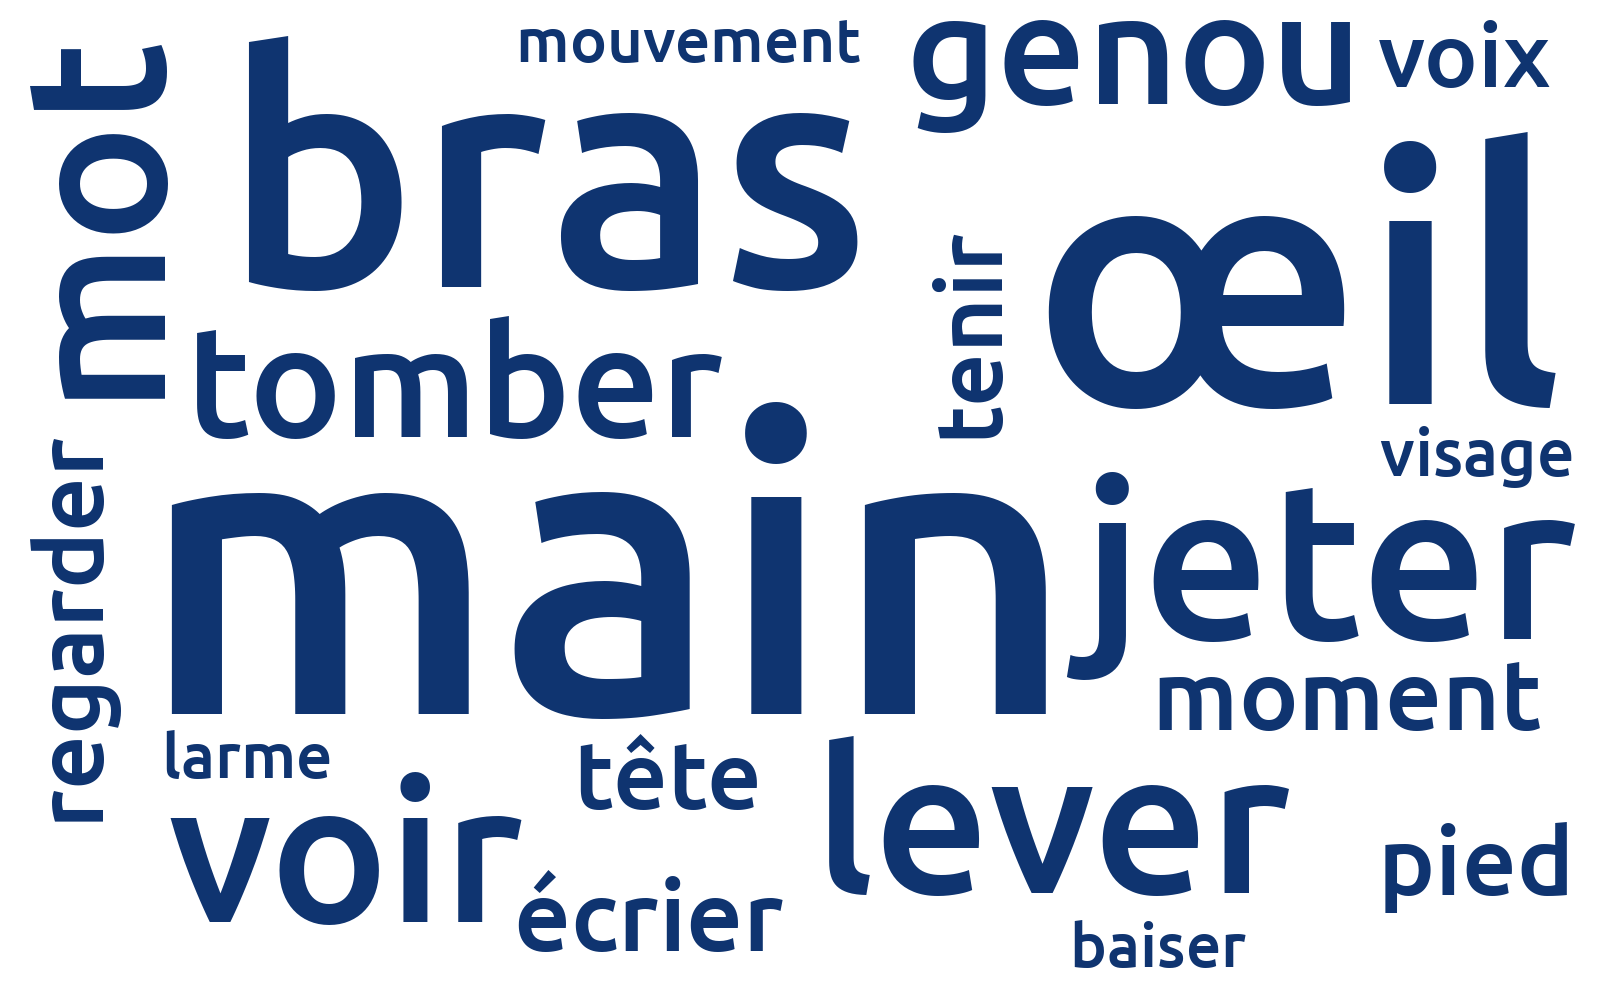 mouvement
genou
voix
mot
bras
œil
tenir
tomber
visage
regarder
main
jeter
moment
larme
tête
lever
voir
écrier
pied
baiser